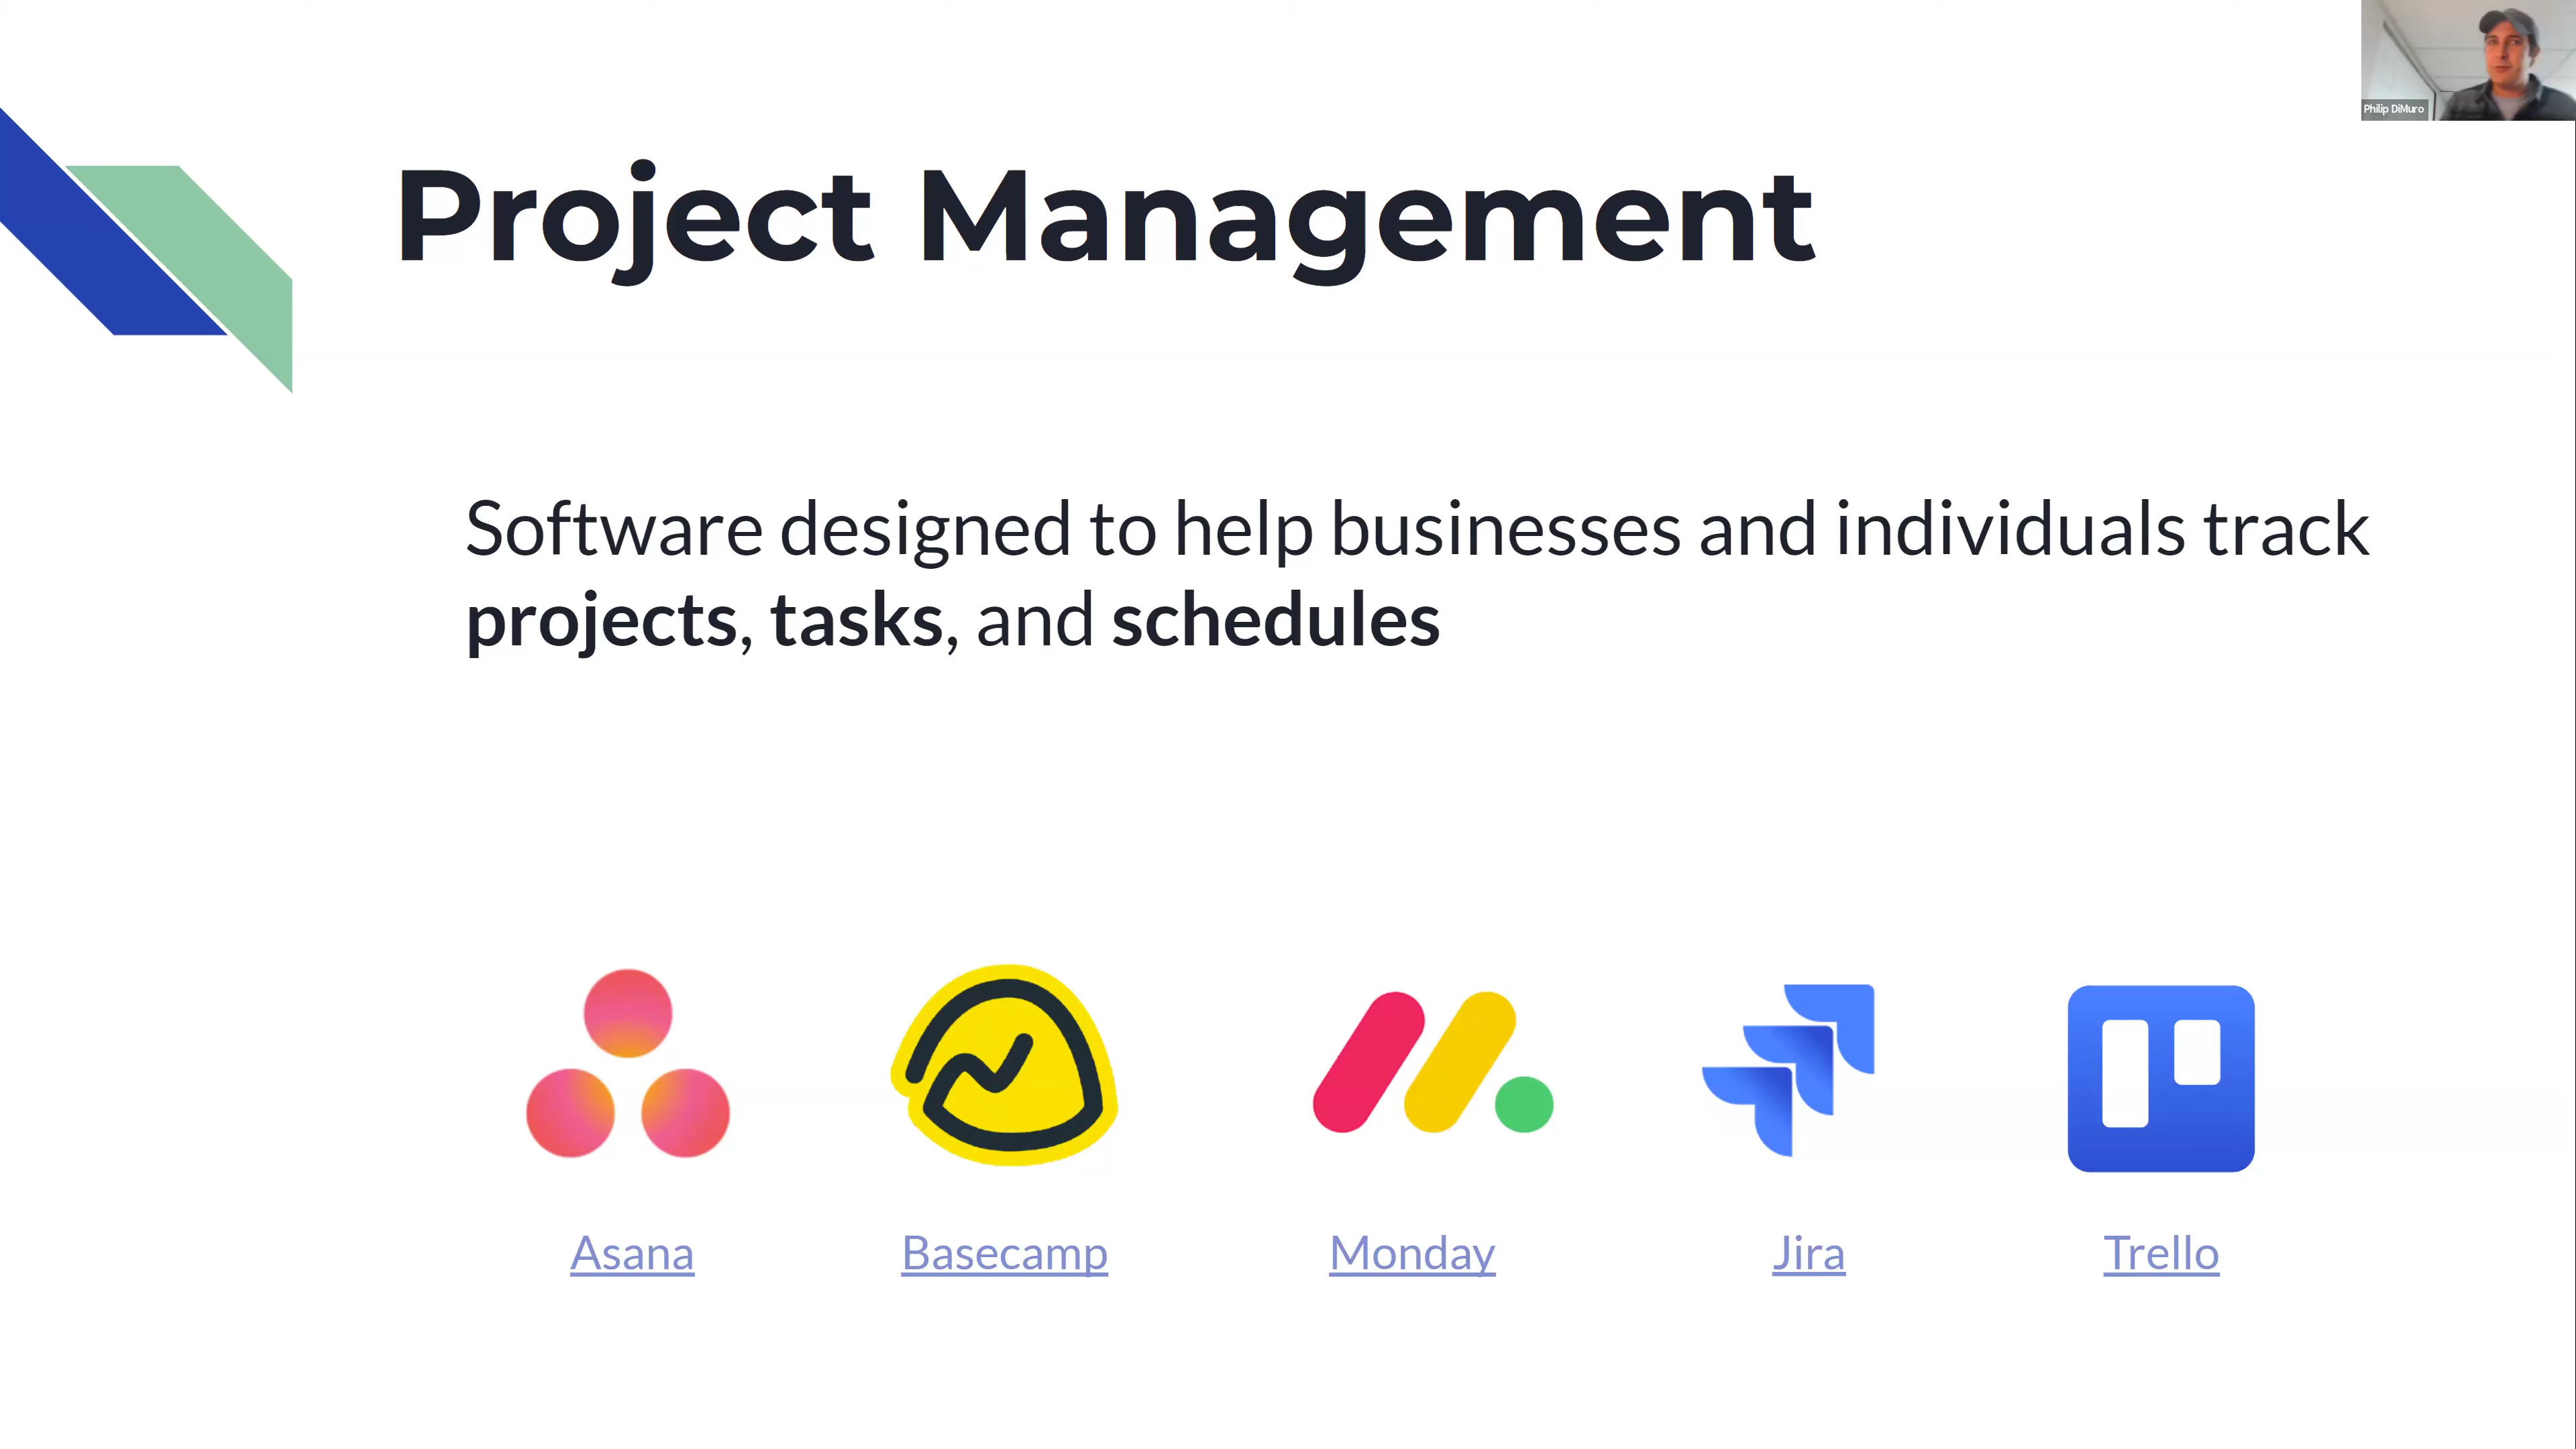 Philip DiMuro
Project Management
Software designed to help businesses and individuals track
projects, tasks, and schedules
Asana
Basecamp
Monday
Jira
Trello